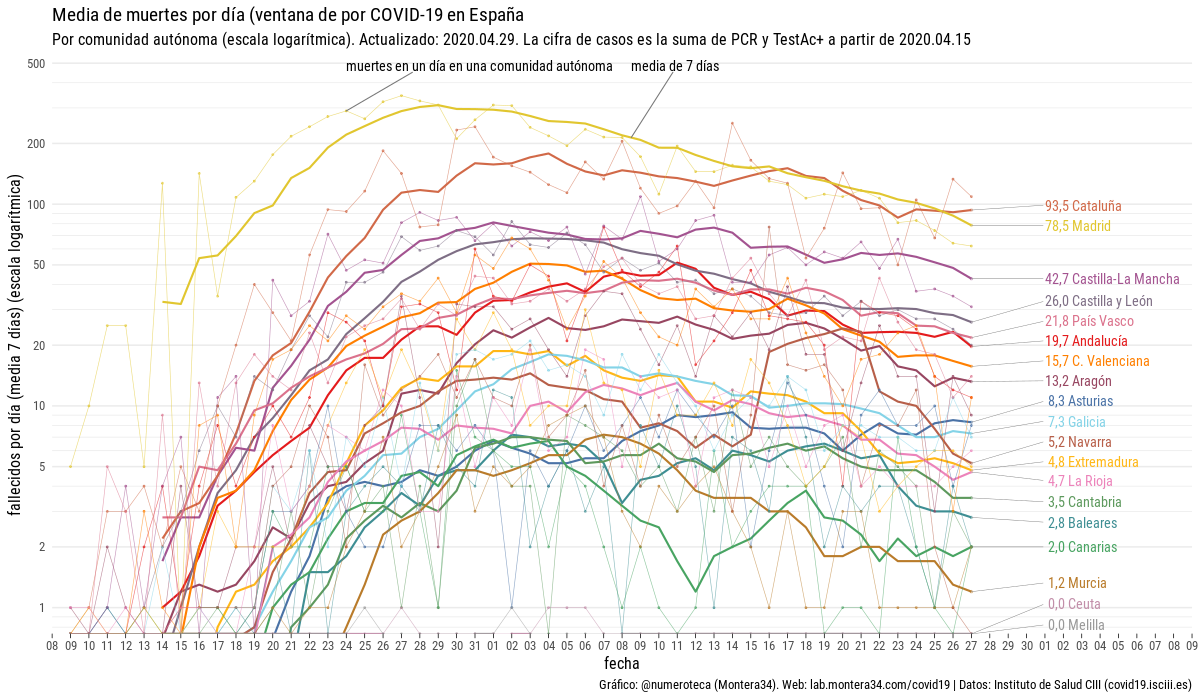 Media de muertes por día (ventana de por COVID-19 en España
Por comunidad autónoma (escala logarítmica). Actualizado: 2020.04.29. La cifra de casos es la suma de PCR y TestAc+ a partir de 2020.04.15
muertes en un día en una comunidad autónoma
media de 7 días
fallecidos por día (media 7 días) (escala logarítmica)
500
200
100
50
20
10
5
2
1
93,5 Cataluña
78,5 Madrid
42,7 Castilla-La Mancha
26,0 Castilla y León
21,8 País Vasco
19,7 Andalucía
15,7 C. Valenciana
13,2 Aragón
8,3 Asturias
7,3 Galicia
5,2 Navarra
4,8 Extremadura
4,7 La Rioja
3,5 Cantabria
2,8 Baleares
2,0 Canarias
1,2 Murcia
0,0 Ceuta
0,0 Melilla
08 09 10 11 12 13 14 15 16 17 18 19 20 21 22 23 24 25 26 27 28 29 30 31 01 02 03 04 05 06 07 08 09 10 11 12 13 14 15 16 17 18 19 20 21 22 23 24 25 26 27 28 29 30 01 02 03 04 05 06 07 08 09
fecha
Gráfico: @numeroteca (Montera34). Web: lab.montera34.com/covid19 | Datos: Instituto de Salud CIII (covid19.isciii.es)